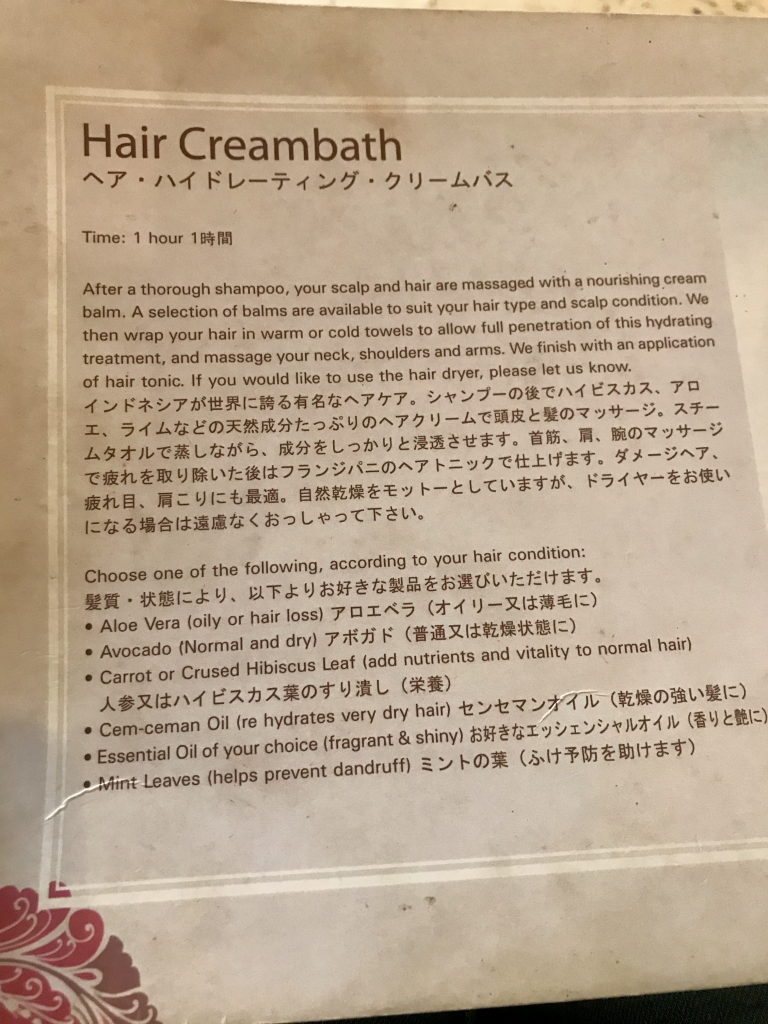 Hair Creambath
ヘア・ハイドレーティング・クリームバス
Time: 1 hour 1時間
After a thorough shampoo, your scalp and hair are massaged with a nourishing cream
balm. A selection of balms are available to suit your hair type and scalp condition. We
then wrap your hair in warm or cold towels to allow full penetration of this hydrating
treatment, and massage your neck, shoulders and arms. We finish with an application
of hair tonic. If you would like to use the hair dryer, please let us know.
インドネシアが世界に誇る有名なヘアケア。シャンプーの後でハイビスカス、アロ
エ、ライムなどの天然成分たっぷりのヘアクリームで頭皮と髪のマッサージ。スチー
ムタオルで蒸しながら、成分をしっかりと浸透させます。首筋、肩、腕のマッサージ
で疲れを取り除いた後はフランジパニのヘアトニックで仕上げます。ダメージヘア、
疲れ目、肩こりにも最適。自然乾燥をモットーとしていますが、ドライヤーをお使い
になる場合は遠慮なくおっしゃって下さい。
Choose one of the following, according to your hair condition:
髪質・状態により、以下よりお好きな製品をお選びいただけます。
• Aloe Vera (oily or hair loss) アロエベラ（オイリー又は薄毛に）
• Avocado (Normal and dry) アボガド（普通又は乾燥状態に）
• Carrot or Crused Hibiscus Leaf (add nutrients and vitality to normal hair)
人参又はハイビスカス葉のすり潰し（栄養）
• Cem-ceman Oil (re hydrates very dry hair) センセマンオイル（乾燥の強い髪に）
• Essential Oil of your choice (fragrant & shiny) お好きなエッシェンシャルオイル（香りと艶に）
• Mint Leaves (helps prevent dandruff) ミントの葉（ふけ予防を助けます）